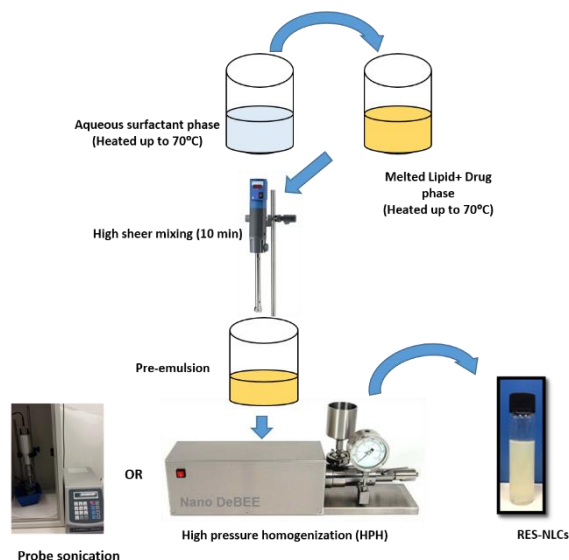 Aqueous surfactant phase
(Heated up to 70°C)
Melted Lipid+ Drug
phase
(Heated up to 70°C)
High sheer mixing (10 min)
Pre-emulsion
OR
Nano DeBEE
High pressure homogenization (HPH)
RES-NLCs
Probe sonication